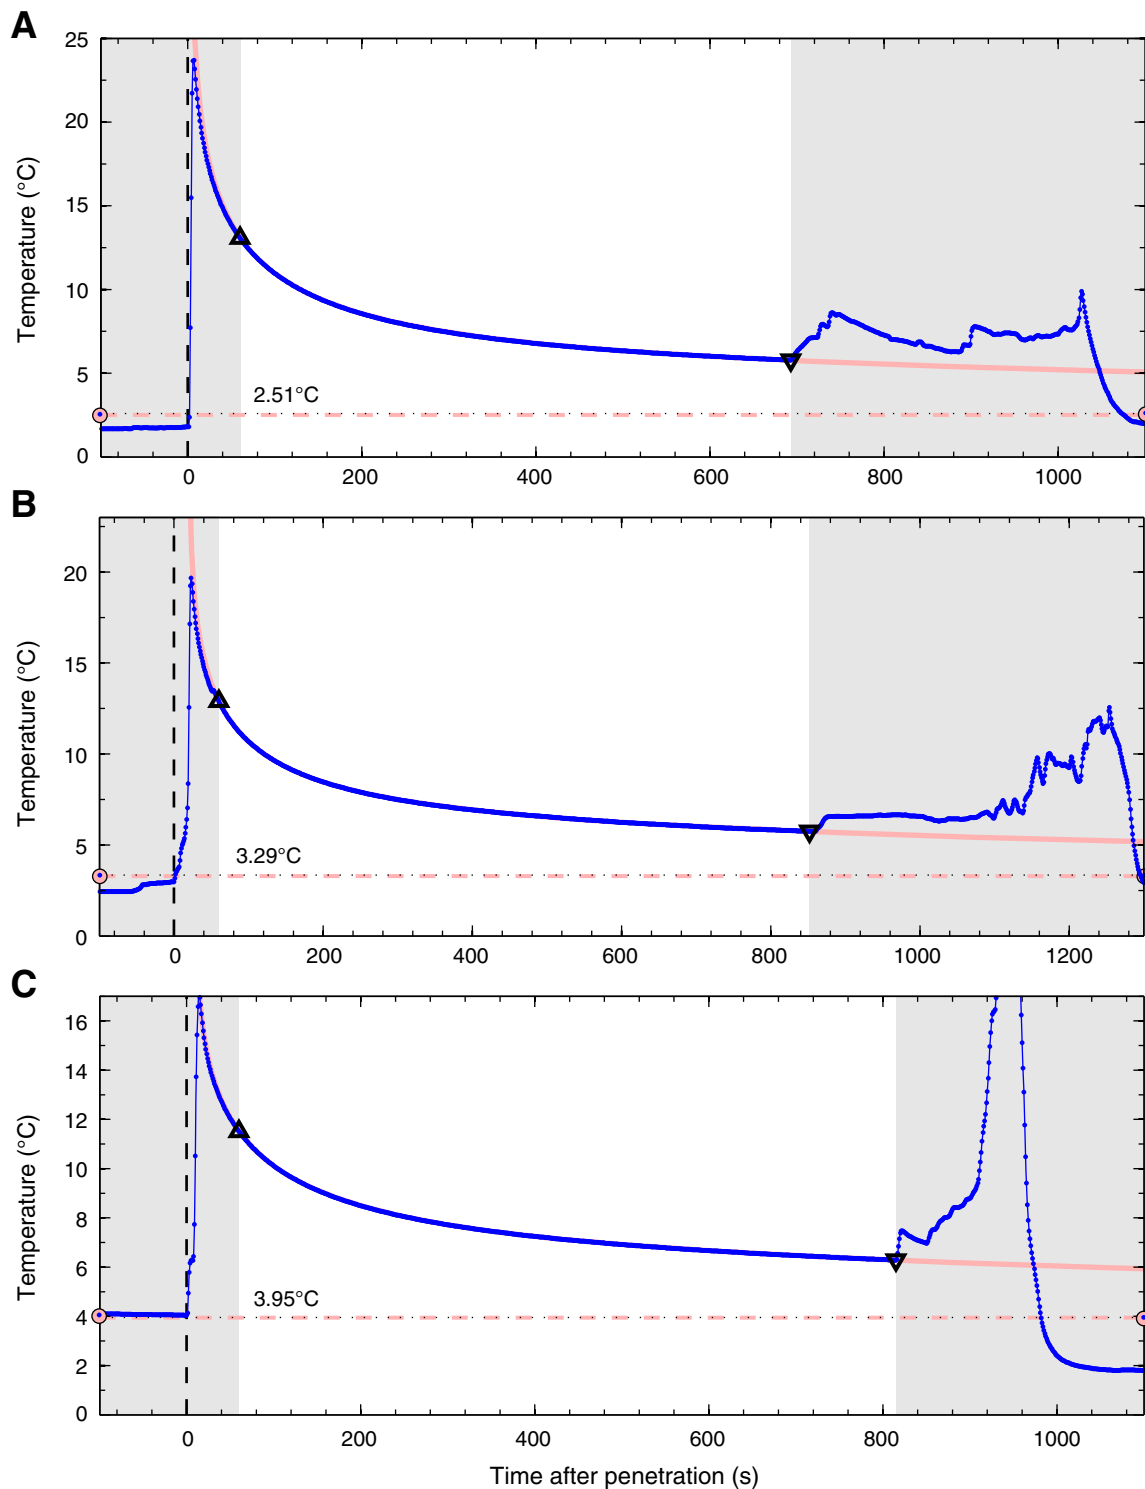 A
Temperature (°C)
25
20
15
10
5
0
2.51°C
0 200 400 600 800 1000
B
Temperature (°C)
20
15
10
5
0
3.29°C
0 200 400 600 800 1000 1200
C
Temperature (°C)
16
14
12
10
8
6
4
2
0
3.95°C
0 200 400 600 800 1000
Time after penetration (s)